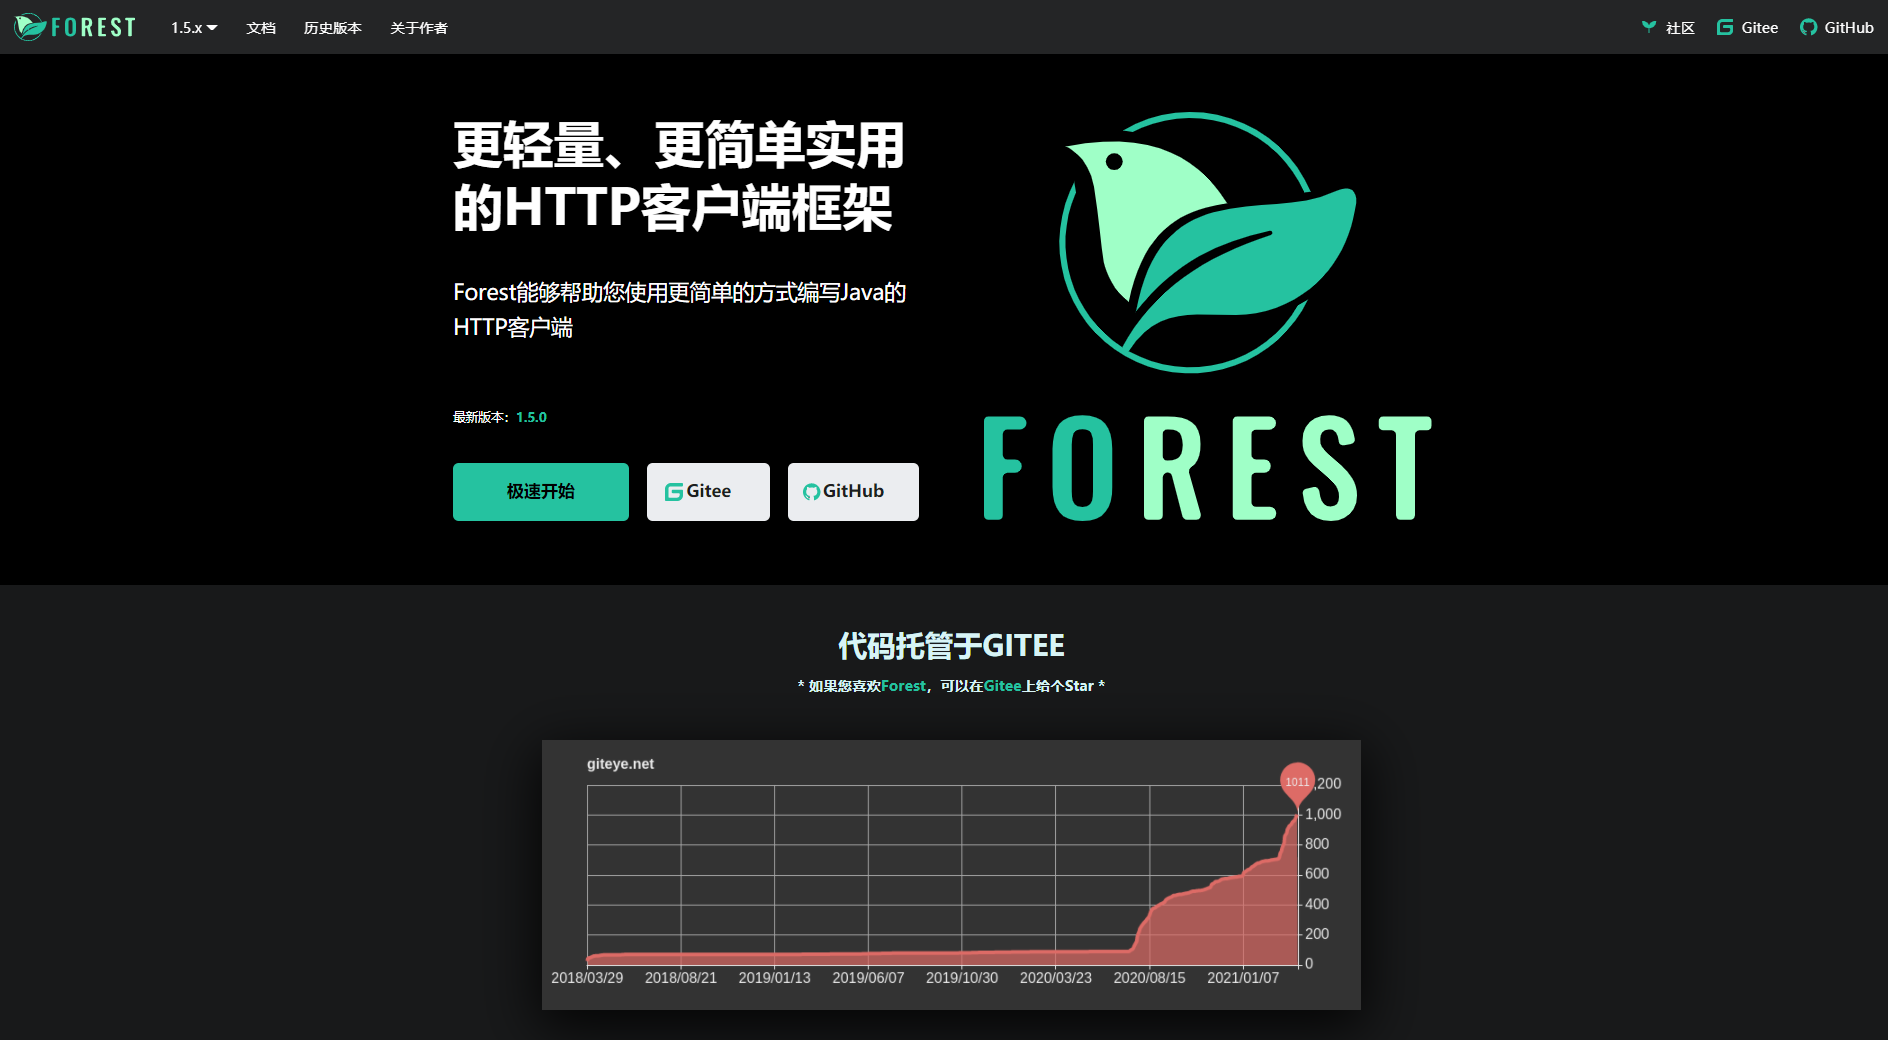 FOREST
1.5.x
文档
历史版本
关于作者
社区
Gitee
GitHub
更轻量、更简单实用
的HTTP客户端框架
Forest能够帮助您使用更简单的方式编写Java的
HTTP客户端
最新版本：1.5.0
极速开始
Gitee
GitHub
FOREST
代码托管于GITEE
* 如果您喜欢Forest，可以在Gitee上给个Star *
giteye.net
1011
,200
1,000
800
600
400
200
0
2018/03/29
2018/08/21
2019/01/13
2019/06/07
2019/10/30
2020/03/23
2020/08/15
2021/01/07